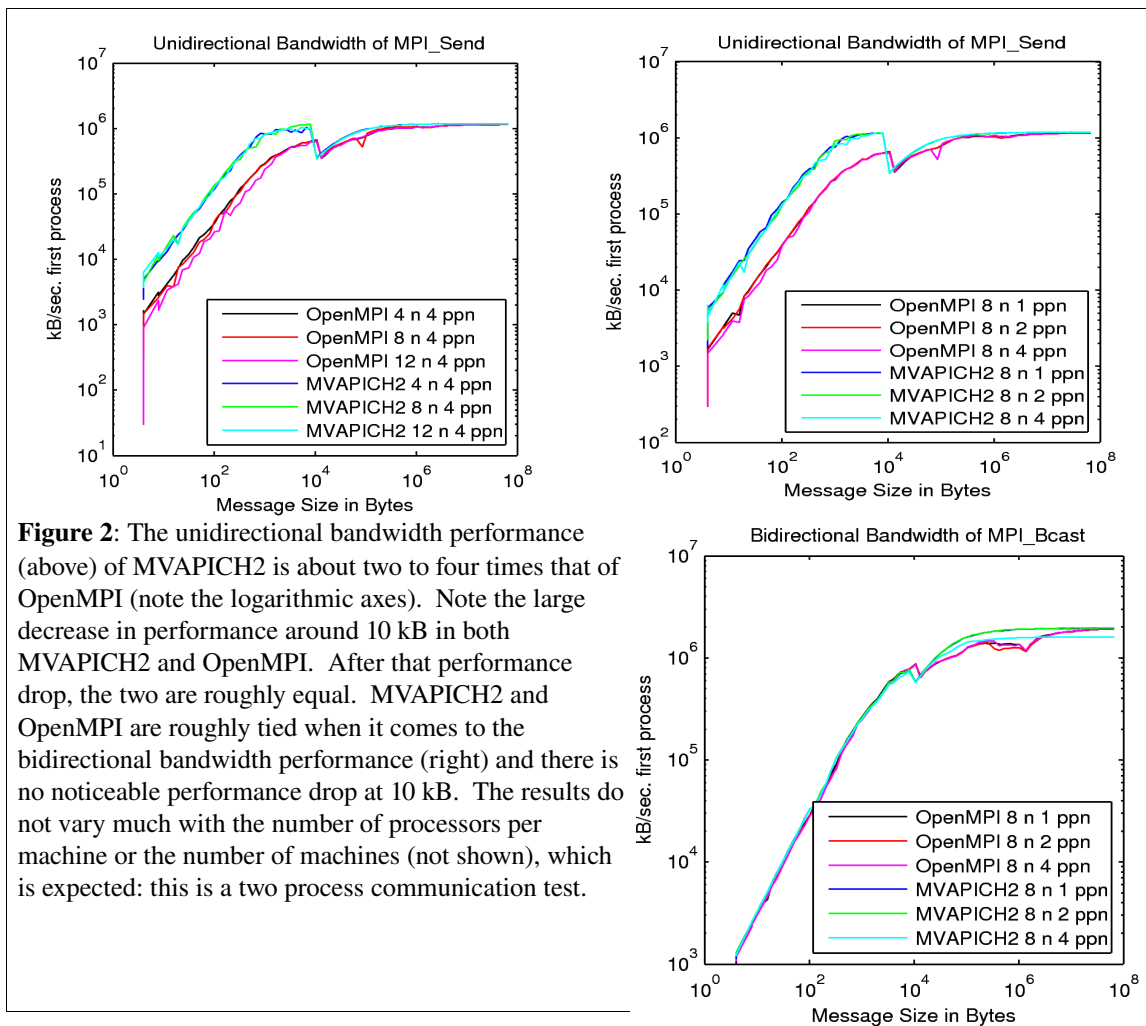 Unidirectional Bandwidth of MPI_Send
10^7
10^6
10^5
10^4
10^3
10^2
10^1
kB/sec. first process
OpenMPI 4 n 4 ppn
OpenMPI 8 n 4 ppn
OpenMPI 12 n 4 ppn
MVAPICH2 4 n 4 ppn
MVAPICH2 8 n 4 ppn
MVAPICH2 12 n 4 ppn
10^0 10^2 10^4 10^6 10^8
Message Size in Bytes
Unidirectional Bandwidth of MPI_Send
10^7
10^6
10^5
10^4
10^3
10^2
kB/sec. first process
OpenMPI 8 n 1 ppn
OpenMPI 8 n 2 ppn
OpenMPI 8 n 4 ppn
MVAPICH2 8 n 1 ppn
MVAPICH2 8 n 2 ppn
MVAPICH2 8 n 4 ppn
10^0 10^2 10^4 10^6 10^8
Message Size in Bytes
Figure 2: The unidirectional bandwidth performance
(above) of MVAPICH2 is about two to four times that of
OpenMPI (note the logarithmic axes). Note the large
decrease in performance around 10 kB in both
MVAPICH2 and OpenMPI. After that performance
drop, the two are roughly equal. MVAPICH2 and
OpenMPI are roughly tied when it comes to the
bidirectional bandwidth performance (right) and there is
no noticeable performance drop at 10 kB. The results do
not vary much with the number of processors per
machine or the number of machines (not shown), which
is expected: this is a two process communication test.
Bidirectional Bandwidth of MPI_Bcast
10^7
10^6
10^5
10^4
10^3
kB/sec. first process
OpenMPI 8 n 1 ppn
OpenMPI 8 n 2 ppn
OpenMPI 8 n 4 ppn
MVAPICH2 8 n 1 ppn
MVAPICH2 8 n 2 ppn
MVAPICH2 8 n 4 ppn
10^0 10^2 10^4 10^6 10^8
Message Size in Bytes